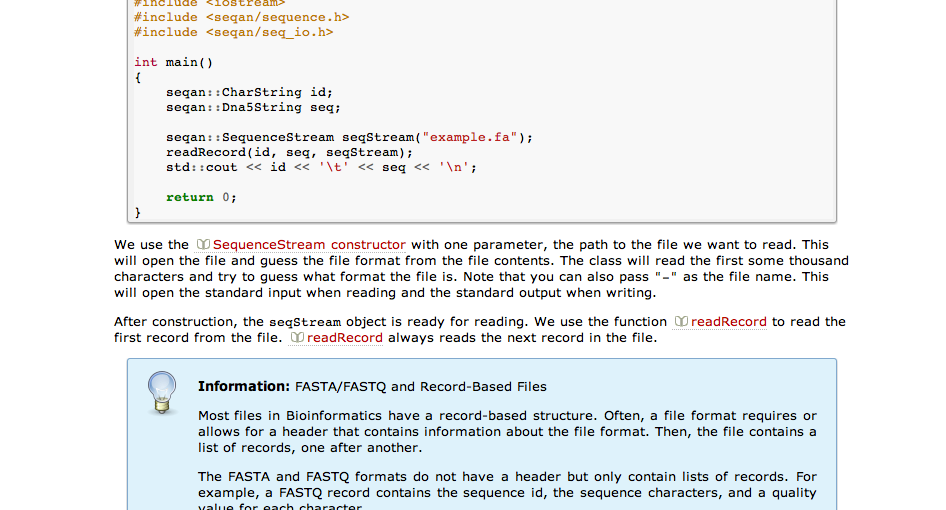 #include <iostream>
#include <seqan/sequence.h>
#include <seqan/seq_io.h>
int main()
{
seqan::CharString id;
seqan::Dna5String seq;
seqan::SequenceStream seqStream("example.fa");
readRecord(id, seq, seqStream);
std::cout << id << '\t' << seq << '\n';
return 0;
}
We use the SequenceStream constructor with one parameter, the path to the file we want to read. This
will open the file and guess the file format from the file contents. The class will read the first some thousand
characters and try to guess what format the file is. Note that you can also pass "-" as the file name. This
will open the standard input when reading and the standard output when writing.
After construction, the seqStream object is ready for reading. We use the function readRecord to read the
first record from the file. readRecord always reads the next record in the file.
Information: FASTA/FASTQ and Record-Based Files
Most files in Bioinformatics have a record-based structure. Often, a file format requires or
allows for a header that contains information about the file format. Then, the file contains a
list of records, one after another.
The FASTA and FASTQ formats do not have a header but only contain lists of records. For
example, a FASTQ record contains the sequence id, the sequence characters, and a quality
value for each character.